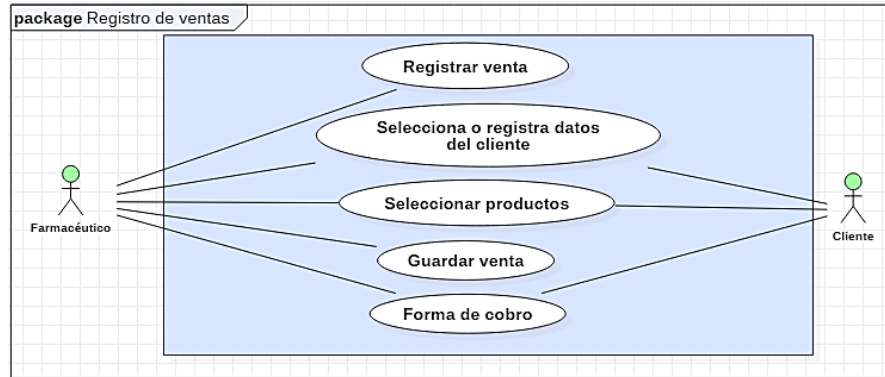 package Registro de ventas
Registrar venta
Selecciona o registra datos
del cliente
Seleccionar productos
Farmacéutico
Cliente
Guardar venta
Forma de cobro